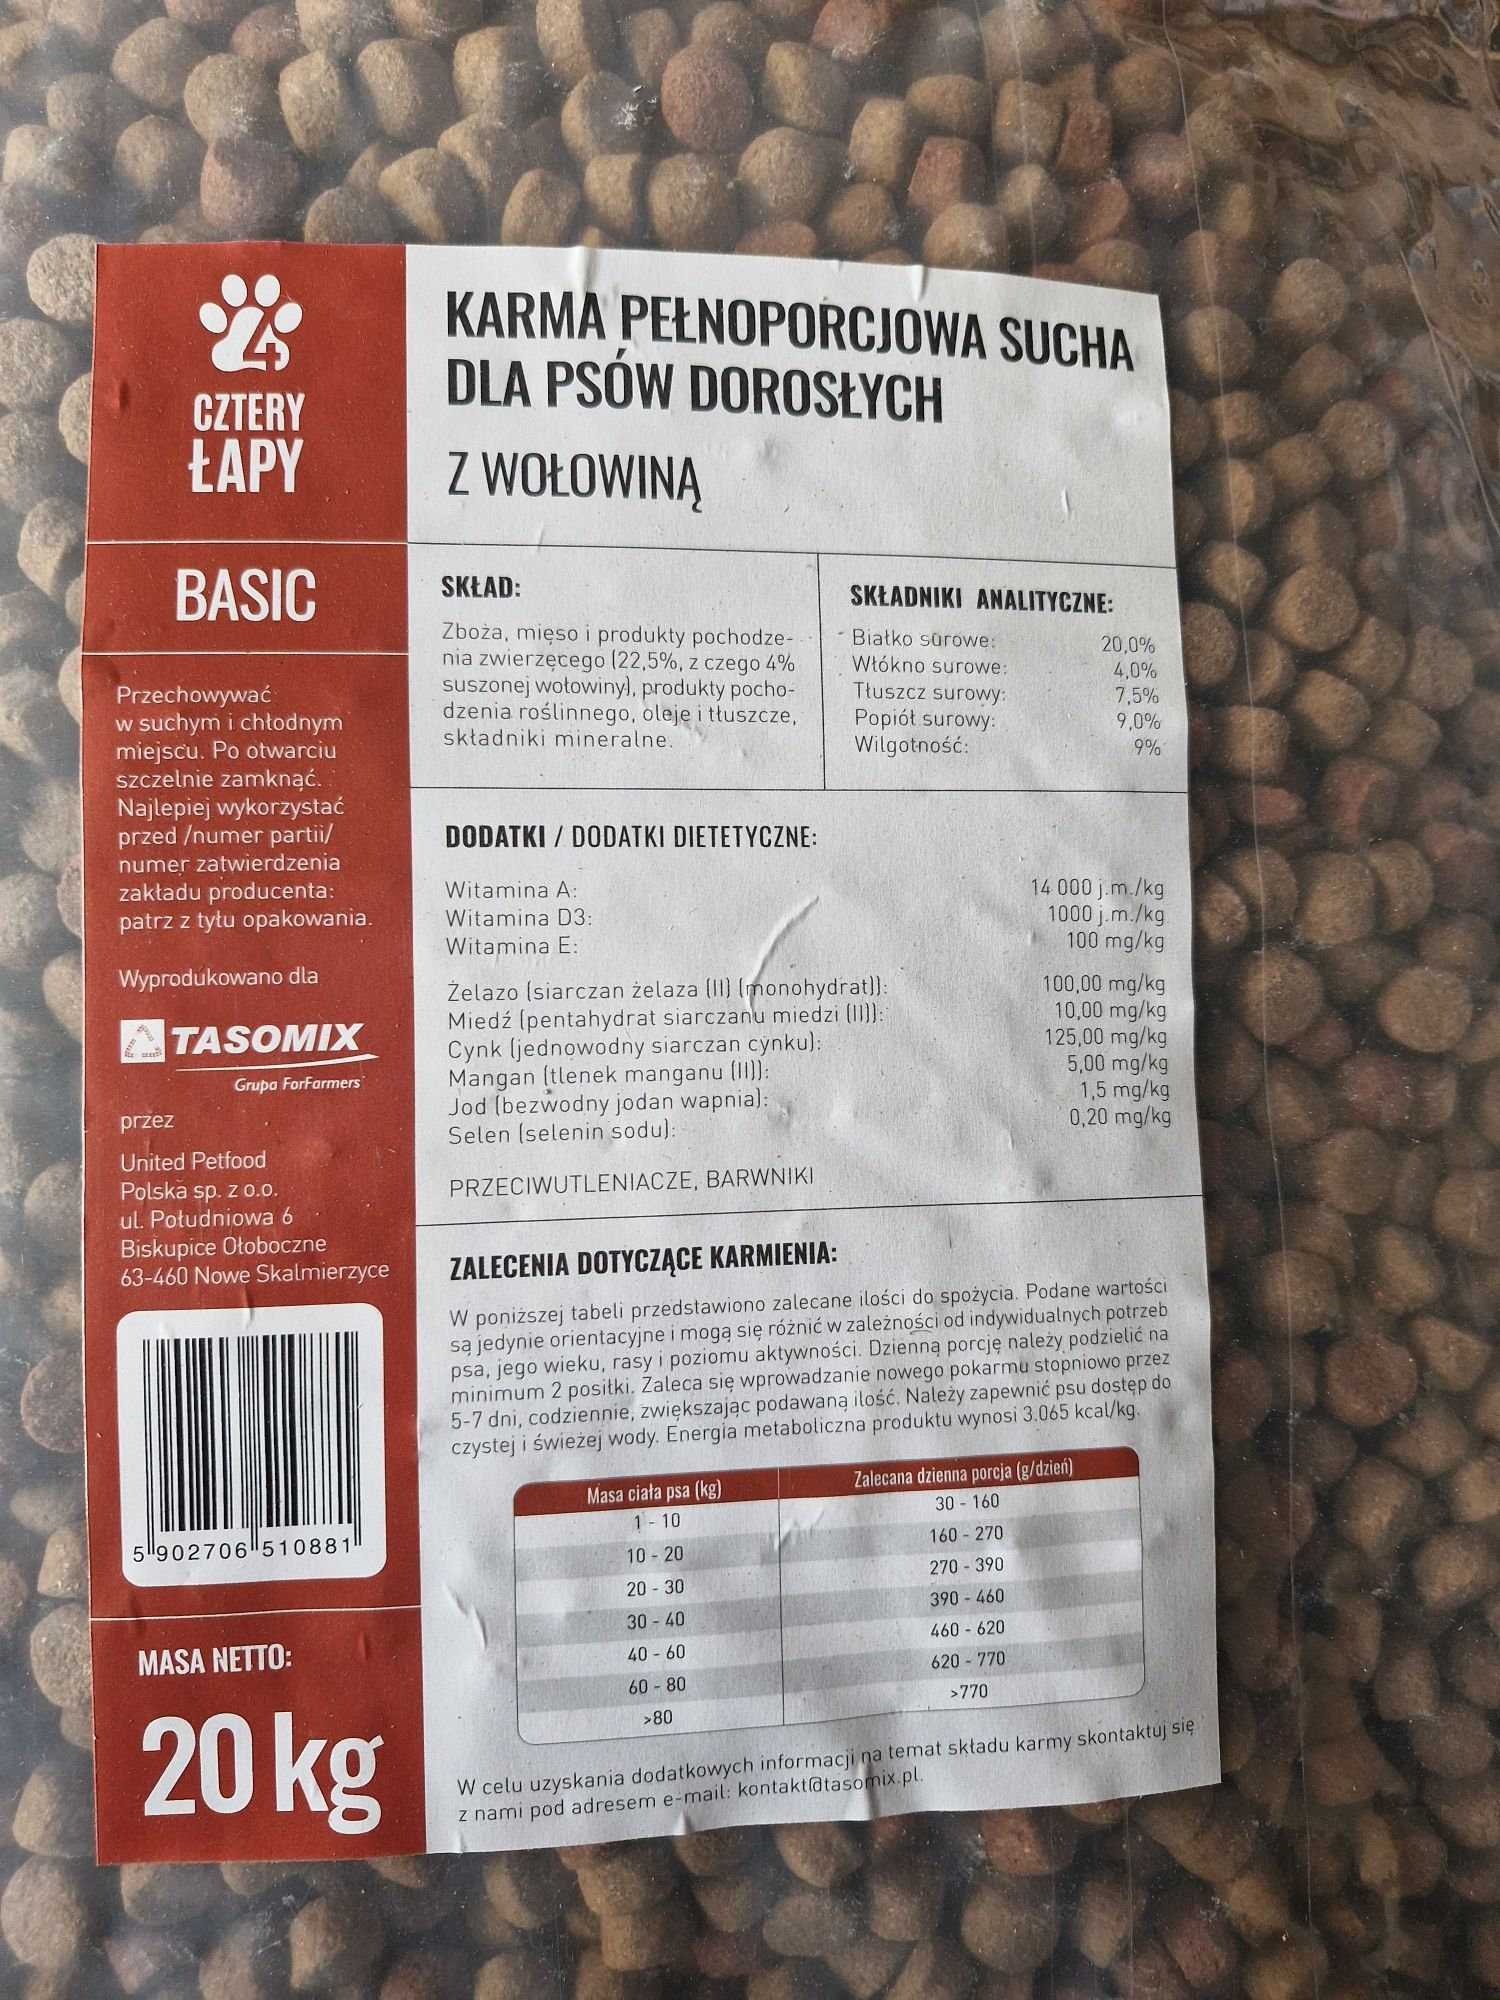 4
CZTERY
ŁAPY
BASIC
Przechowywać
w suchym i chłodnym
miejscu. Po otwarciu
szczelnie zamknąć.
Najlepiej wykorzystać
przed /numer partii/
numer zatwierdzenia
zakładu producenta:
patrz z tyłu opakowania.
Wyprodukowano dla
TASOMIX
Grupa ForFarmers
przez
United Petfood
Polska sp. z o.o.
ul. Południowa 6
Biskupice Ołoboczne
63-460 Nowe Skalmierzyce
5 902706 510881
MASA NETTO:
20 kg
KARMA PEŁNOPORCJOWA SUCHA
DLA PSÓW DOROSŁYCH
Z WOŁOWINĄ
SKŁAD:
Zboża, mięso i produkty pochodze-
nia zwierzęcego (22,5%, z czego 4%
suszonej wołowiny), produkty pocho-
dzenia roślinnego, oleje i tłuszcze,
składniki mineralne.
SKŁADNIKI ANALITYCZNE:
Białko surowe: 20,0%
Włókno surowe: 4,0%
Tłuszcz surowy: 7,5%
Popiół surowy: 9,0%
Wilgotność: 9%
DODATKI / DODATKI DIETETYCZNE:
Witamina A: 14 000 j.m./kg
Witamina D3: 1000 j.m./kg
Witamina E: 100 mg/kg
Żelazo (siarczan żelaza (II) (monohydrat)): 100,00 mg/kg
Miedź (pentahydrat siarczanu miedzi (II)): 10,00 mg/kg
Cynk (jednowodny siarczan cynku): 125,00 mg/kg
Mangan (tlenek manganu (II)): 5,00 mg/kg
Jod (bezwodny jodan wapnia): 1,5 mg/kg
Selen (selenin sodu): 0,20 mg/kg
PRZECIWUTLENIACZE, BARWNIKI
ZALECENIA DOTYCZĄCE KARMIENIA:
W poniższej tabeli przedstawiono zalecane ilości do spożycia. Podane wartości
są jedynie orientacyjne i mogą się różnić w zależności od indywidualnych potrzeb
psa, jego wieku, rasy i poziomu aktywności. Dzienną porcję należy podzielić na
minimum 2 posiłki. Zaleca się wprowadzanie nowego pokarmu stopniowo przez
5-7 dni, codziennie, zwiększając podawaną ilość. Należy zapewnić psu dostęp do
czystej i świeżej wody. Energia metaboliczna produktu wynosi 3.065 kcal/kg.
Masa ciała psa (kg) Zalecana dzienna porcja (g/dzień)
1 - 10 30 - 160
10 - 20 160 - 270
20 - 30 270 - 390
30 - 40 390 - 460
40 - 60 460 - 620
60 - 80 620 - 770
>80 >770
W celu uzyskania dodatkowych informacji na temat składu karmy skontaktuj się
z nami pod adresem e-mail: kontakt@tasomix.pl.